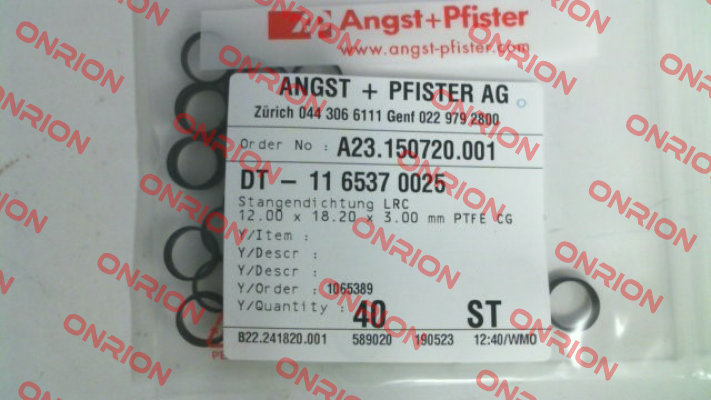 Angst+Pfister
www.angst-pfister.com
ANGST + PFISTER AG
Zürich 044 306 6111 Genf 022 979 2800
Order No : A23.150720.001
DT – 11 6537 0025
Stangendichtung LRC
12.00 x 18.20 x 3.00 mm PTFE CG
Y/Item :
Y/Descr :
Y/Descr :
Y/Order : 1065389
Y/Quantity : 40 ST
B22.241820.001 589020 190523 12:40/WMO
ONRION